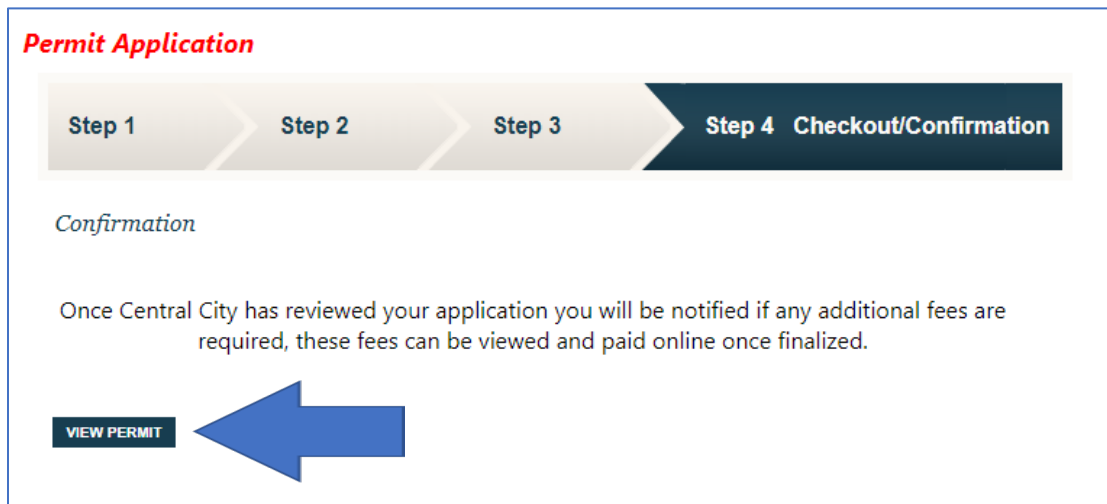 Permit Application
Step 1
Step 2
Step 3
Step 4 Checkout/Confirmation
Confirmation
Once Central City has reviewed your application you will be notified if any additional fees are
required, these fees can be viewed and paid online once finalized.
VIEW PERMIT